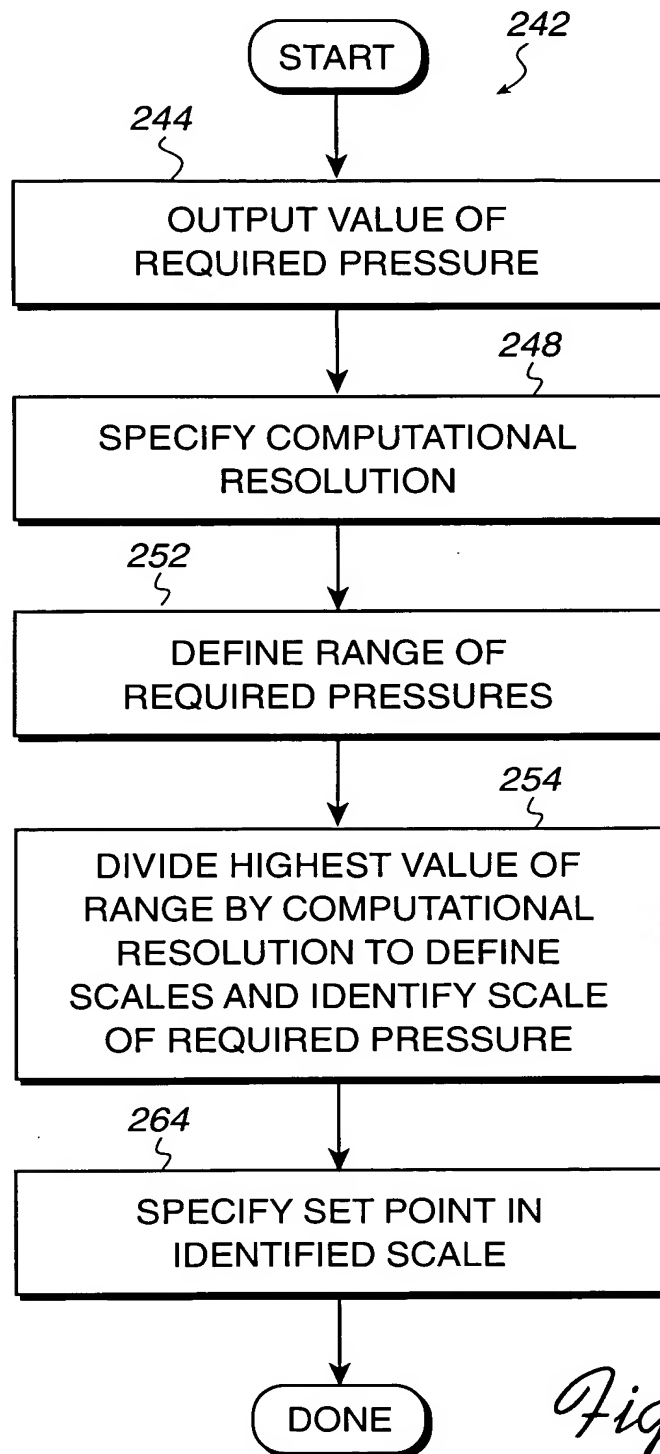 242
START
244
OUTPUT VALUE OF
REQUIRED PRESSURE
248
SPECIFY COMPUTATIONAL
RESOLUTION
252
DEFINE RANGE OF
REQUIRED PRESSURES
254
DIVIDE HIGHEST VALUE OF
RANGE BY COMPUTATIONAL
RESOLUTION TO DEFINE
SCALES AND IDENTIFY SCALE
OF REQUIRED PRESSURE
264
SPECIFY SET POINT IN
IDENTIFIED SCALE
DONE
Fig